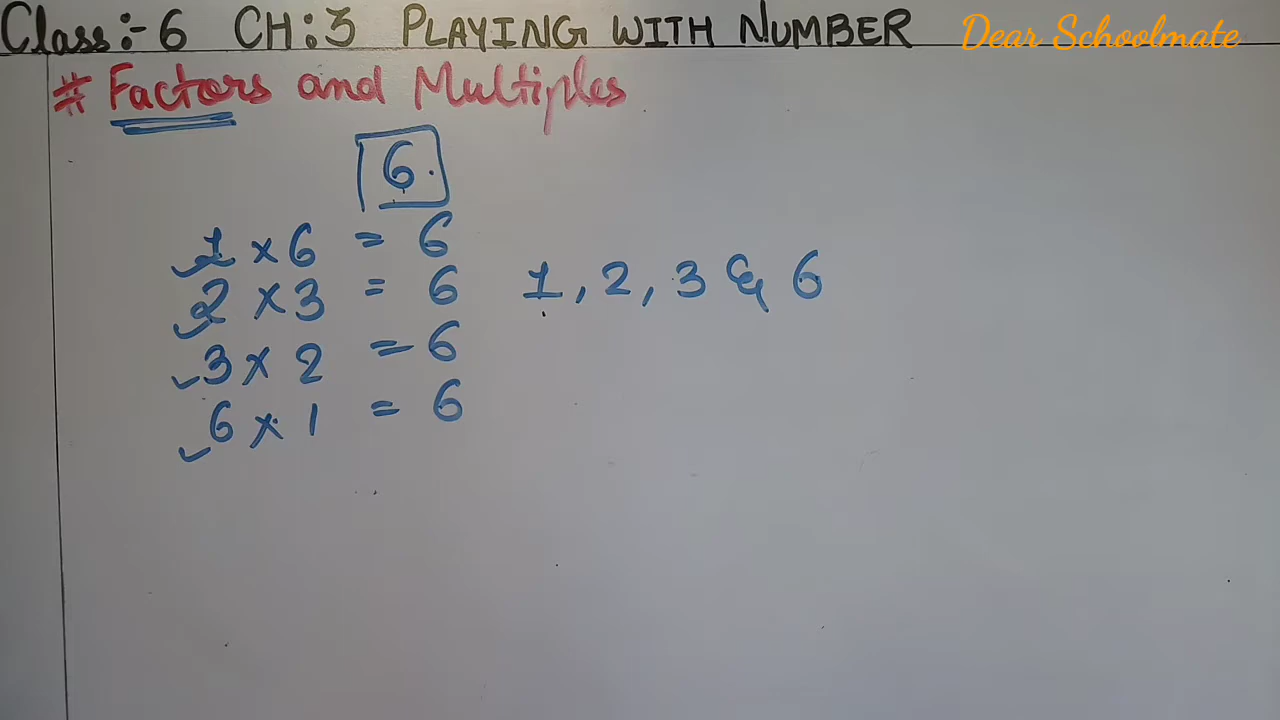 Class:- 6 CH: 3 PLAYING WITH NUMBER
Dear Schoolmate
# Factors and Multiples
6.
1 × 6 = 6
2 × 3 = 6
3 × 2 = 6
6 × 1 = 6
1, 2, 3 & 6